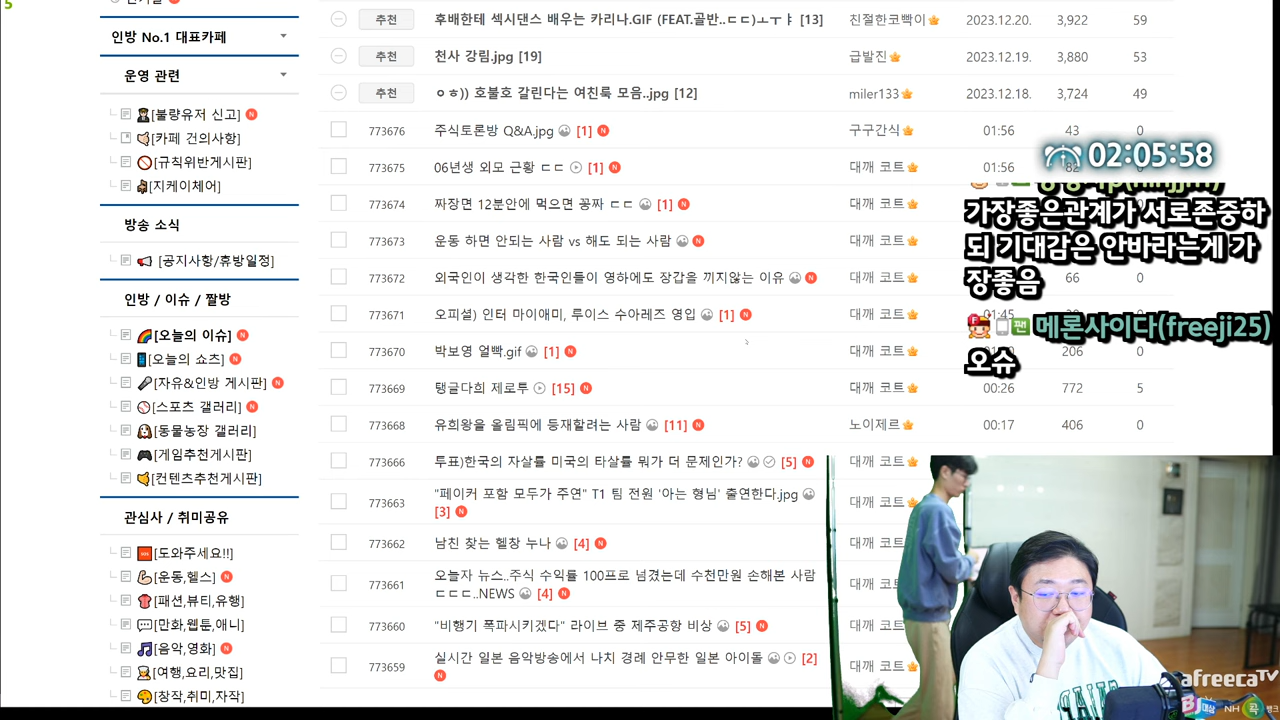 5
인방 No.1 대표카페
운영 관련
[불량유저 신고] N
[카페 건의사항]
[규칙위반게시판]
[지케이체어]
방송 소식
[공지사항/휴방일정]
인방 / 이슈 / 짤방
[오늘의 이슈] N
[오늘의 쇼츠] N
[자유&인방 게시판] N
[스포츠 갤러리] N
[동물농장 갤러리]
[게임추천게시판]
[컨텐츠추천게시판]
관심사 / 취미공유
[도와주세요!!]
[운동,헬스] N
[패션,뷰티,유행]
[만화,웹툰,애니]
[음악,영화] N
[여행,요리,맛집]
[창작,취미,자작]
추천 후배한테 섹시댄스 배우는 카리나.GIF (FEAT.골반..ㄷㄷ)ㅗㅜㅑ [13] 친절한코빡이 2023.12.20. 3,922 59
추천 천사 강림.jpg [19] 급발진 2023.12.19. 3,880 53
추천 ㅇㅎ)) 호불호 갈린다는 여친룩 모음..jpg [12] miler133 2023.12.18. 3,724 49
773676 주식토론방 Q&A.jpg [1] N 구구간식 01:56 43 0
773675 06년생 외모 근황 ㄷㄷ [1] N 대깨 코트 01:56 82
773674 짜장면 12분안에 먹으면 꽁짜 ㄷㄷ [1] N 대깨 코트
773673 운동 하면 안되는 사람 vs 해도 되는 사람 N 대깨 코트
773672 외국인이 생각한 한국인들이 영하에도 장갑을 끼지않는 이유 N 대깨 코트 66 0
773671 오피셜) 인터 마이애미, 루이스 수아레즈 영입 [1] N 대깨 코트 01:45
773670 박보영 얼빡.gif [1] N 대깨 코트 206 0
773669 탱글다희 제로투 [15] N 대깨 코트 00:26 772 5
773668 유희왕을 올림픽에 등재할려는 사람 [11] N 노이제르 00:17 406 0
773666 투표)한국의 자살률 미국의 타살률 뭐가 더 문제인가? [5] N 대깨 코트
773663 "페이커 포함 모두가 주연" T1 팀 전원 '아는 형님' 출연한다.jpg 대깨 코트
[3] N
773662 남친 찾는 헬창 누나 [4] N 대깨 코트
773661 오늘자 뉴스..주식 수익률 100프로 넘겼는데 수천만원 손해본 사람 대깨 코트
ㄷㄷㄷ..NEWS [4] N
773660 "비행기 폭파시키겠다" 라이브 중 제주공항 비상 [5] N 대깨 코트
773659 실시간 일본 음악방송에서 나치 경례 안무한 일본 아이돌 [2] 대깨 코트
N
02:05:58
가장좋은관계가 서로존중하
되 기대감은 안바라는게 가
장좋음
팬 메론사이다(freeji25)
오슈
afreecaTV
BJ대상 NH 콕뱅크